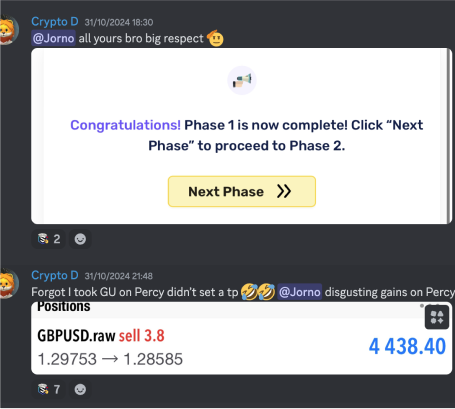 Crypto D 31/10/2024 18:30
@Jorno all yours bro big respect
Congratulations! Phase 1 is now complete! Click “Next
Phase” to proceed to Phase 2.
Next Phase
2
Crypto D 31/10/2024 21:48
Forgot I took GU on Percy didn't set a tp @Jorno disgusting gains on Percy
Positions
GBPUSD.raw sell 3.8
1.29753 → 1.28585
4 438.40
7